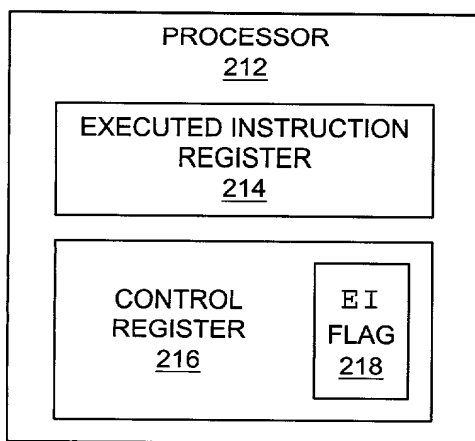 PROCESSOR
212
EXECUTED INSTRUCTION
REGISTER
214
CONTROL
REGISTER
216
EI
FLAG
218